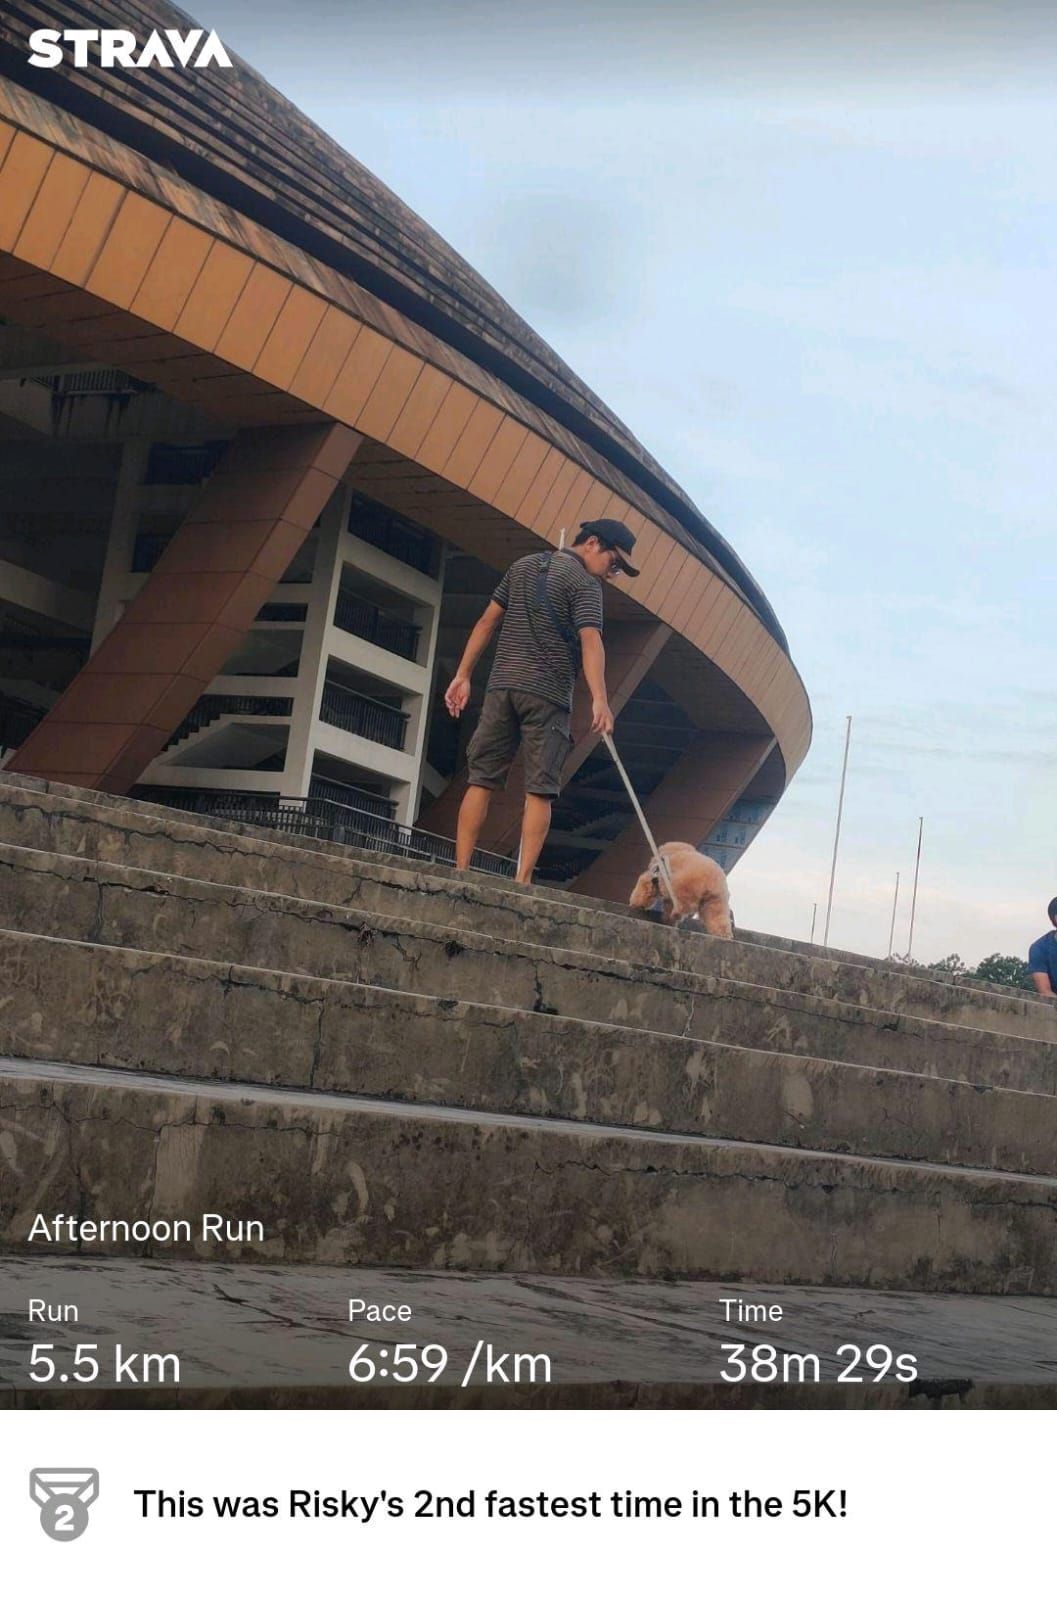 STRAVA
Afternoon Run
Run Pace Time
5.5 km 6:59 /km 38m 29s
2 This was Risky's 2nd fastest time in the 5K!